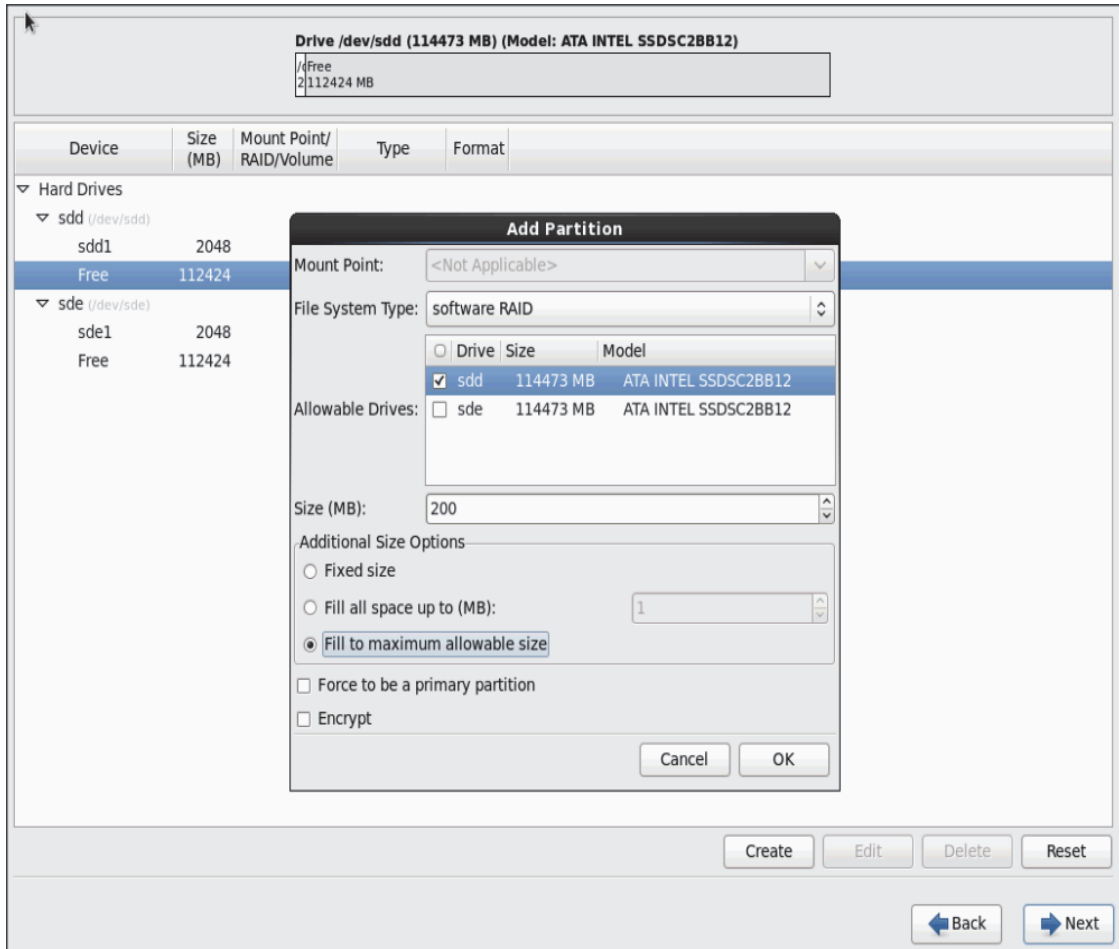 Drive /dev/sdd (114473 MB) (Model: ATA INTEL SSDSC2BB12)
/d Free
2 112424 MB
Device Size (MB) Mount Point/ RAID/Volume Type Format
Hard Drives
sdd (/dev/sdd)
sdd1 2048
Free 112424
sde (/dev/sde)
sde1 2048
Free 112424
Add Partition
Mount Point: <Not Applicable>
File System Type: software RAID
Drive Size Model
sdd 114473 MB ATA INTEL SSDSC2BB12
Allowable Drives: sde 114473 MB ATA INTEL SSDSC2BB12
Size (MB): 200
Additional Size Options
Fixed size
Fill all space up to (MB): 1
Fill to maximum allowable size
Force to be a primary partition
Encrypt
Cancel OK
Create Edit Delete Reset
Back Next